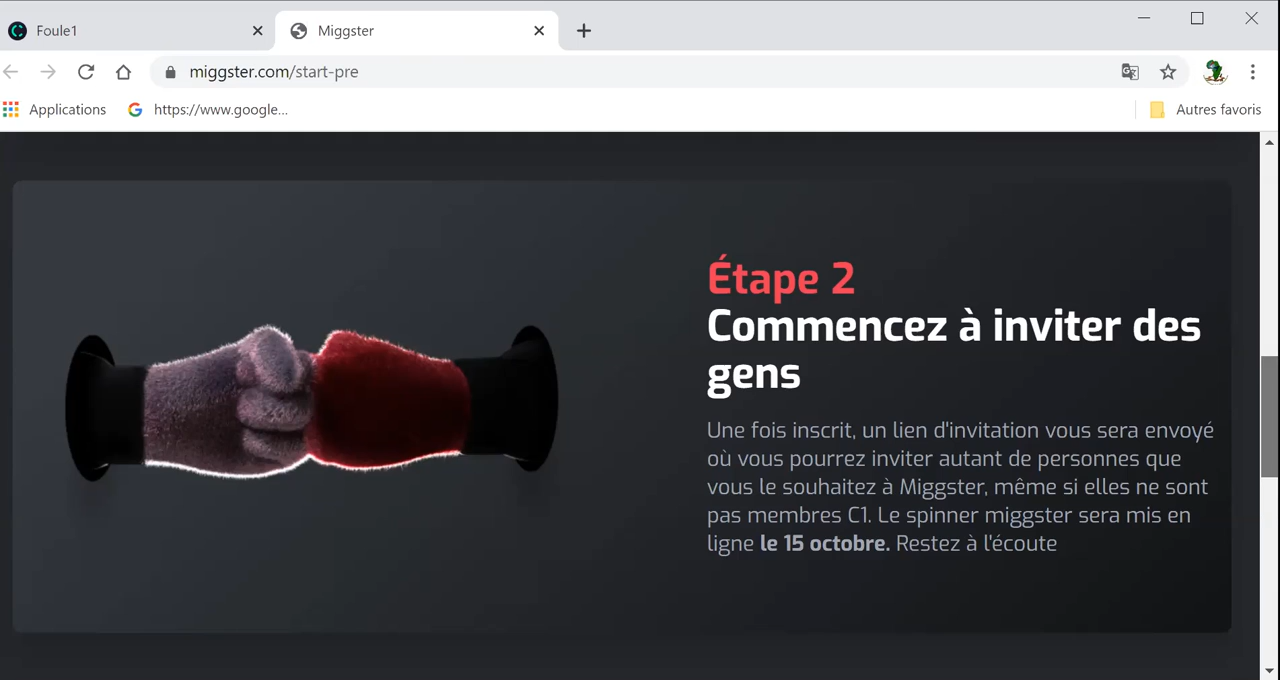 Foule1
Miggster
miggster.com/start-pre
Applications
https://www.google...
Autres favoris
Étape 2
Commencez à inviter des
gens
Une fois inscrit, un lien d'invitation vous sera envoyé
où vous pourrez inviter autant de personnes que
vous le souhaitez à Miggster, même si elles ne sont
pas membres C1. Le spinner miggster sera mis en
ligne le 15 octobre. Restez à l'écoute